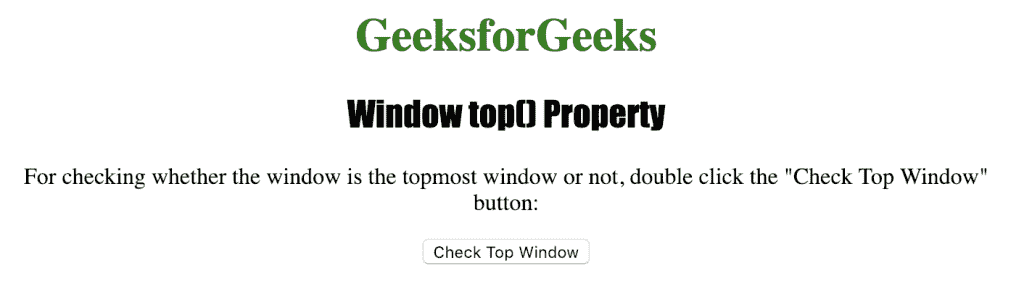 GeeksforGeeks
Window top() Property
For checking whether the window is the topmost window or not, double click the "Check Top Window"
button:
Check Top Window